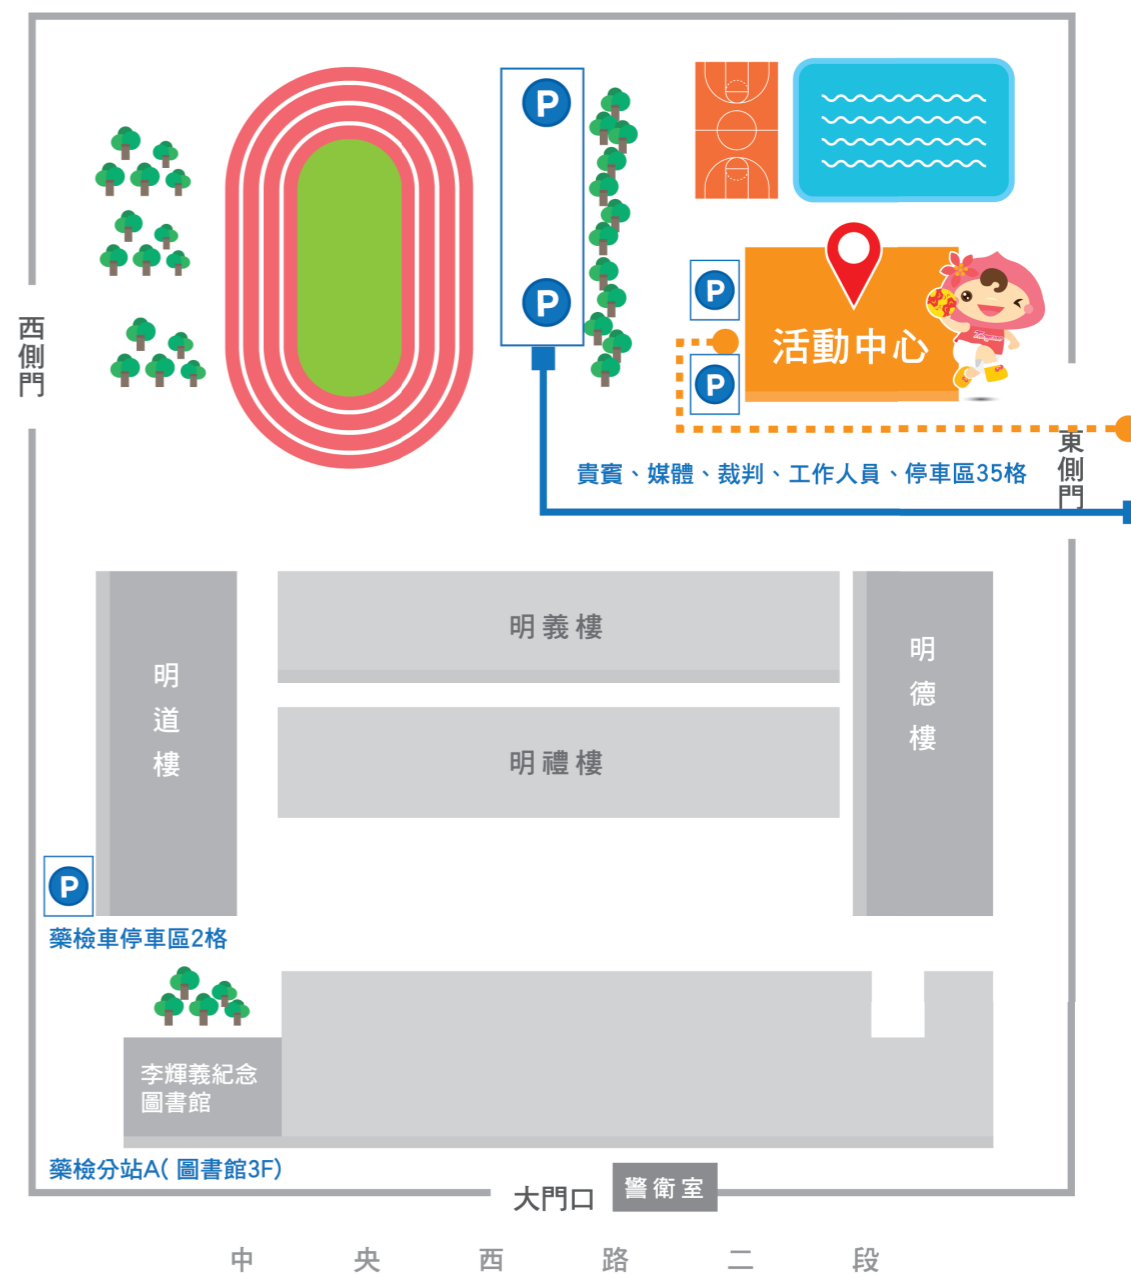 P
P
P
活動中心
P
西側門
東側門
貴賓、媒體、裁判、工作人員、停車區35格
明義樓
明道樓
明德樓
明禮樓
P
藥檢車停車區2格
李輝義紀念
圖書館
藥檢分站A( 圖書館3F)
大門口
警衛室
中央西路二段